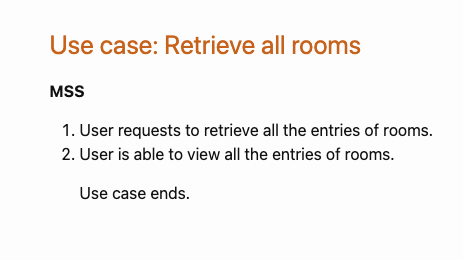 Use case: Retrieve all rooms
MSS
1. User requests to retrieve all the entries of rooms.
2. User is able to view all the entries of rooms.
Use case ends.